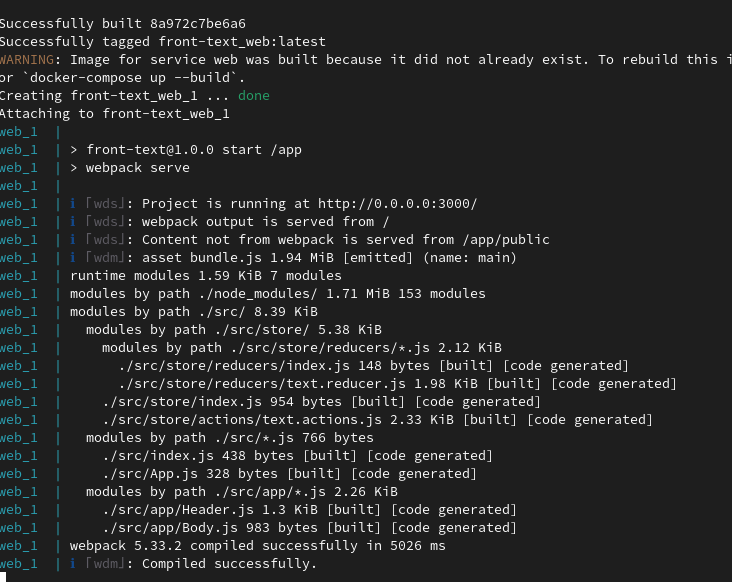 Successfully built 8a972c7be6a6
Successfully tagged front-text_web:latest
WARNING: Image for service web was built because it did not already exist. To rebuild this i
or `docker-compose up --build`.
Creating front-text_web_1 ... done
Attaching to front-text_web_1
web_1  |
web_1  | > front-text@1.0.0 start /app
web_1  | > webpack serve
web_1  |
web_1  | ℹ ｢wds｣: Project is running at http://0.0.0.0:3000/
web_1  | ℹ ｢wds｣: webpack output is served from /
web_1  | ℹ ｢wds｣: Content not from webpack is served from /app/public
web_1  | ℹ ｢wdm｣: asset bundle.js 1.94 MiB [emitted] (name: main)
web_1  | runtime modules 1.59 KiB 7 modules
web_1  | modules by path ./node_modules/ 1.71 MiB 153 modules
web_1  | modules by path ./src/ 8.39 KiB
web_1  |   modules by path ./src/store/ 5.38 KiB
web_1  |     modules by path ./src/store/reducers/*.js 2.12 KiB
web_1  |       ./src/store/reducers/index.js 148 bytes [built] [code generated]
web_1  |       ./src/store/reducers/text.reducer.js 1.98 KiB [built] [code generated]
web_1  |     ./src/store/index.js 954 bytes [built] [code generated]
web_1  |     ./src/store/actions/text.actions.js 2.33 KiB [built] [code generated]
web_1  |   modules by path ./src/*.js 766 bytes
web_1  |     ./src/index.js 438 bytes [built] [code generated]
web_1  |     ./src/App.js 328 bytes [built] [code generated]
web_1  |   modules by path ./src/app/*.js 2.26 KiB
web_1  |     ./src/app/Header.js 1.3 KiB [built] [code generated]
web_1  |     ./src/app/Body.js 983 bytes [built] [code generated]
web_1  | webpack 5.33.2 compiled successfully in 5026 ms
web_1  | ℹ ｢wdm｣: Compiled successfully.